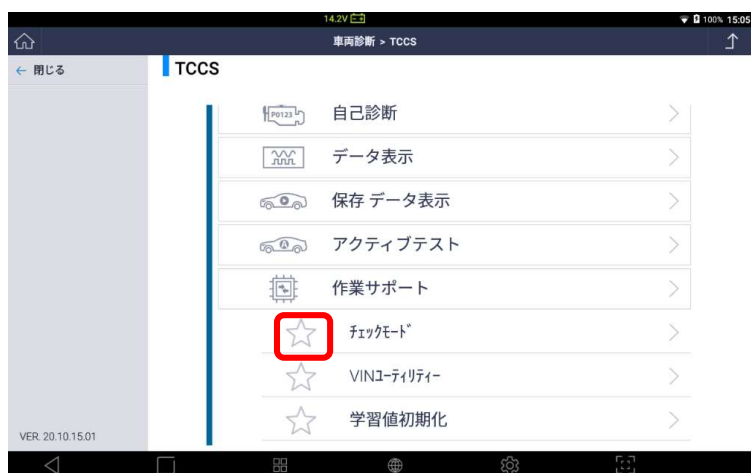 14.2V
100% 15:05
車両診断 > TCCS
← 閉じる
TCCS
P0123
自己診断
データ表示
保存 データ表示
アクティブテスト
作業サポート
ﾁｪｯｸﾓｰﾄﾞ
VINﾕｰﾃｨﾘﾃｨｰ
学習値初期化
VER. 20.10.15.01